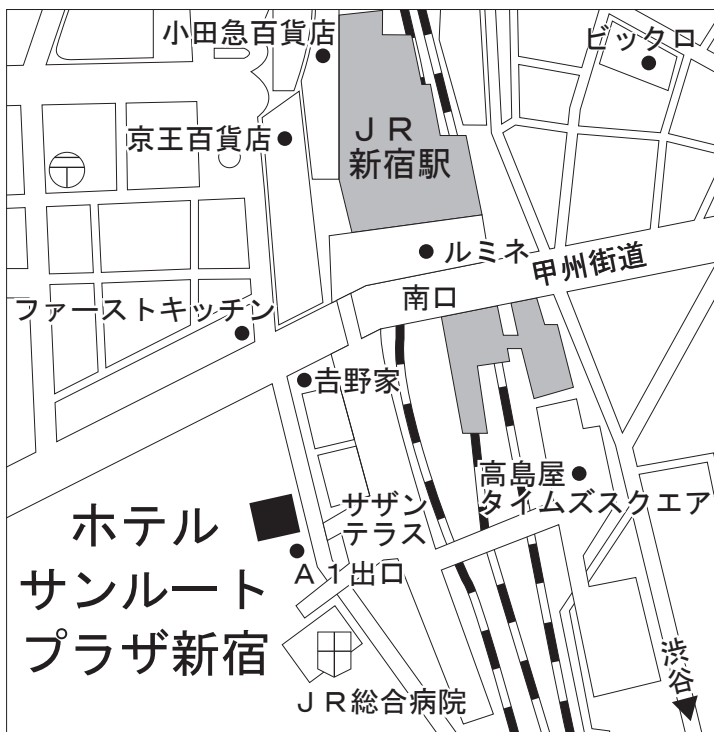 小田急百貨店
ビックロ
京王百貨店
ＪＲ
新宿駅
ルミネ
甲州街道
南口
ファーストキッチン
𠮷野家
高島屋
タイムズスクエア
サザン
テラス
ホテル
サンルート
プラザ新宿
Ａ１出口
渋谷
ＪＲ総合病院